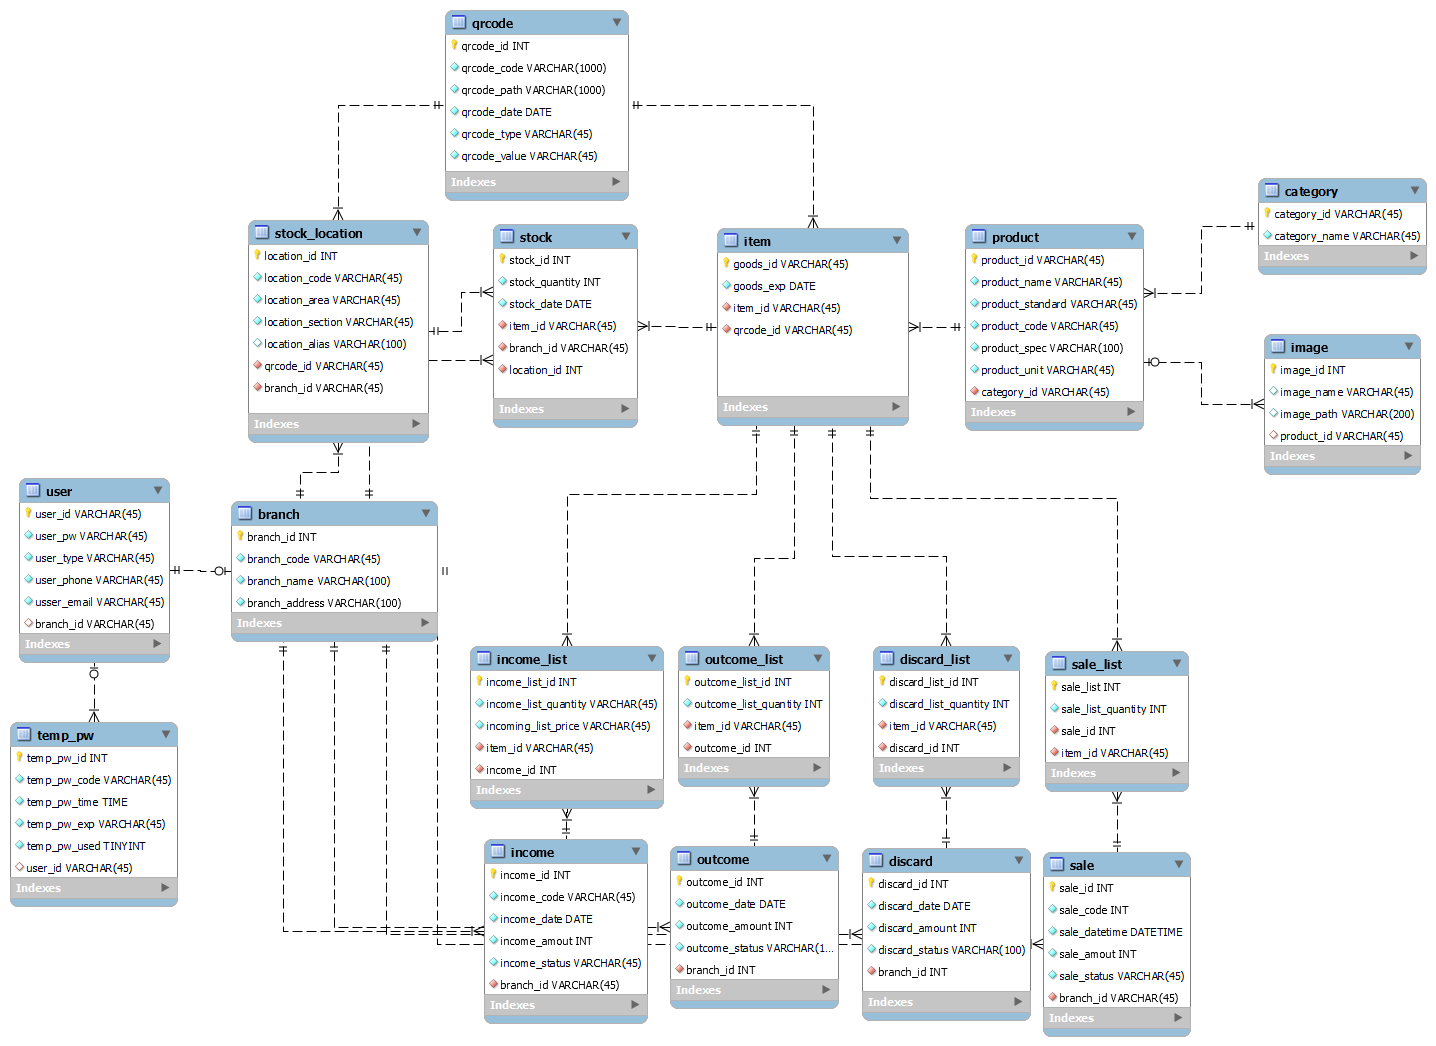 qrcode
qrcode_id INT
qrcode_code VARCHAR(1000)
qrcode_path VARCHAR(1000)
qrcode_date DATE
qrcode_type VARCHAR(45)
qrcode_value VARCHAR(45)
Indexes
category
category_id VARCHAR(45)
category_name VARCHAR(45)
Indexes
stock_location
location_id INT
location_code VARCHAR(45)
location_area VARCHAR(45)
location_section VARCHAR(45)
location_alias VARCHAR(100)
qrcode_id VARCHAR(45)
branch_id VARCHAR(45)
Indexes
stock
stock_id INT
stock_quantity INT
stock_date DATE
item_id VARCHAR(45)
branch_id VARCHAR(45)
location_id INT
Indexes
item
goods_id VARCHAR(45)
goods_exp DATE
item_id VARCHAR(45)
qrcode_id VARCHAR(45)
Indexes
product
product_id VARCHAR(45)
product_name VARCHAR(45)
product_standard VARCHAR(45)
product_code VARCHAR(45)
product_spec VARCHAR(100)
product_unit VARCHAR(45)
category_id VARCHAR(45)
Indexes
image
image_id INT
image_name VARCHAR(45)
image_path VARCHAR(200)
product_id VARCHAR(45)
Indexes
user
user_id VARCHAR(45)
user_pw VARCHAR(45)
user_type VARCHAR(45)
user_phone VARCHAR(45)
usser_email VARCHAR(45)
branch_id VARCHAR(45)
Indexes
branch
branch_id INT
branch_code VARCHAR(45)
branch_name VARCHAR(100)
branch_address VARCHAR(100)
Indexes
temp_pw
temp_pw_id INT
temp_pw_code VARCHAR(45)
temp_pw_time TIME
temp_pw_exp VARCHAR(45)
temp_pw_used TINYINT
user_id VARCHAR(45)
Indexes
income_list
income_list_id INT
income_list_quantity VARCHAR(45)
incoming_list_price VARCHAR(45)
item_id VARCHAR(45)
income_id INT
Indexes
outcome_list
outcome_list_id INT
outcome_list_quantity INT
item_id VARCHAR(45)
outcome_id INT
Indexes
discard_list
discard_list_id INT
discard_list_quantity INT
item_id VARCHAR(45)
discard_id INT
Indexes
sale_list
sale_list INT
sale_list_quantity INT
sale_id INT
item_id VARCHAR(45)
Indexes
income
income_id INT
income_code VARCHAR(45)
income_date DATE
income_amout INT
income_status VARCHAR(45)
branch_id VARCHAR(45)
Indexes
outcome
outcome_id INT
outcome_date DATE
outcome_amount INT
outcome_status VARCHAR(1...
branch_id INT
Indexes
discard
discard_id INT
discard_date DATE
discard_amount INT
discard_status VARCHAR(100)
branch_id INT
Indexes
sale
sale_id INT
sale_code INT
sale_datetime DATETIME
sale_amout INT
sale_status VARCHAR(45)
branch_id VARCHAR(45)
Indexes